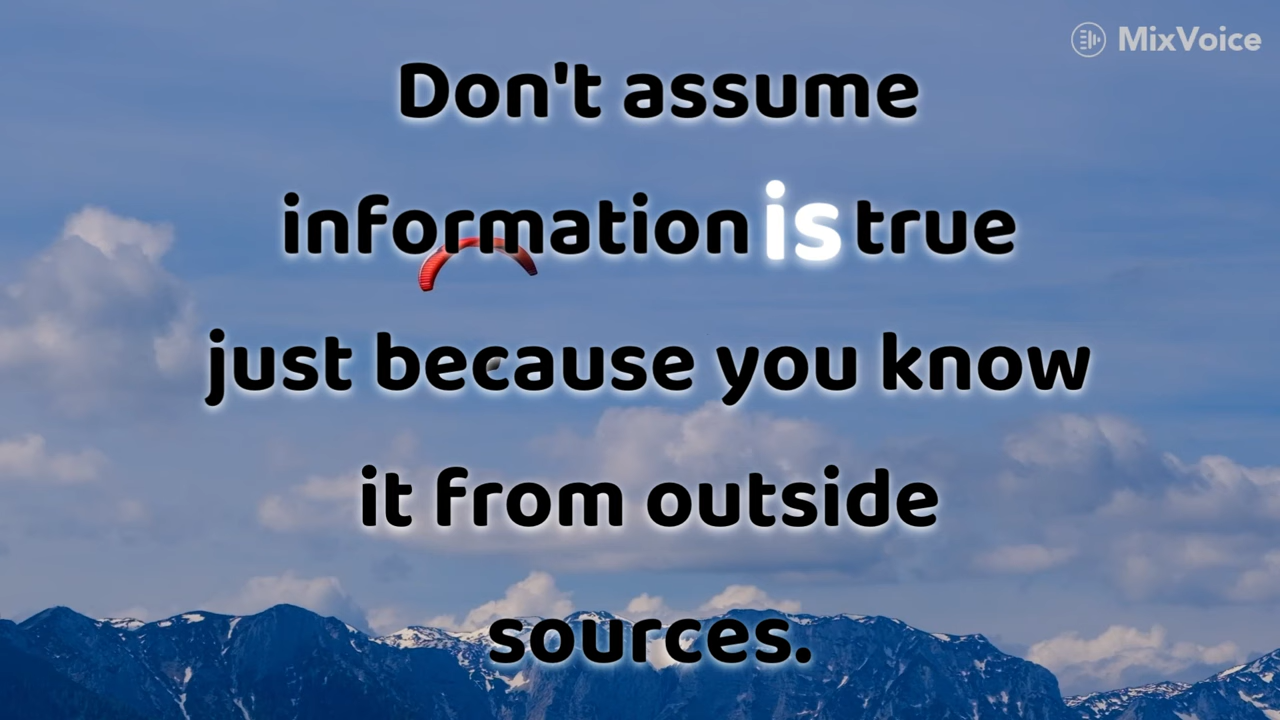 MixVoice
Don't assume
information is true
just because you know
it from outside
sources.